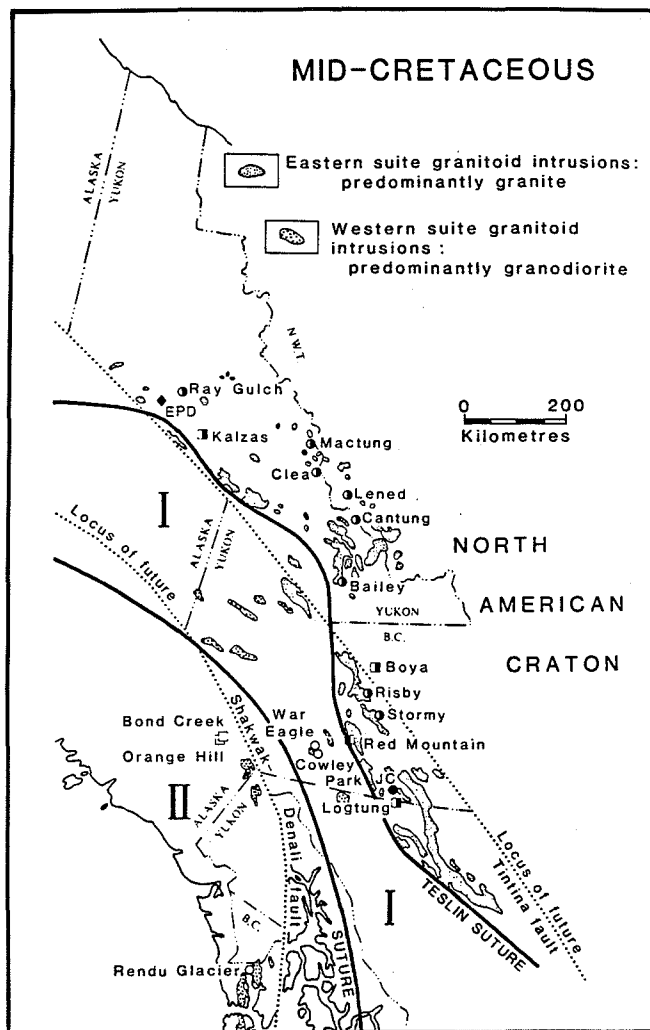 MID-CRETACEOUS
Eastern suite granitoid intrusions:
predominantly granite
Western suite granitoid
intrusions :
predominantly granodiorite
ALASKA
YUKON
N.W.T
Ray Gulch
EPD
Kalzas
Mactung
Clea
Lened
Cantung
Bailey
A
0 200
Kilometres
NORTH
AMERICAN
CRATON
YUKON
B.C.
I
ALASKA
YUKON
Locus of future
Boya
Risby
Stormy
Red Mountain
War
Eagle
Cowley
Park
JC
Logtung
Bond Creek
Orange Hill
Shakwak
II
ALASKA
YUKON
Denali
fault
B.C.
SUTURE
I
Rendu Glacier
TESLIN SUTURE
Locus of future
Tintina fault